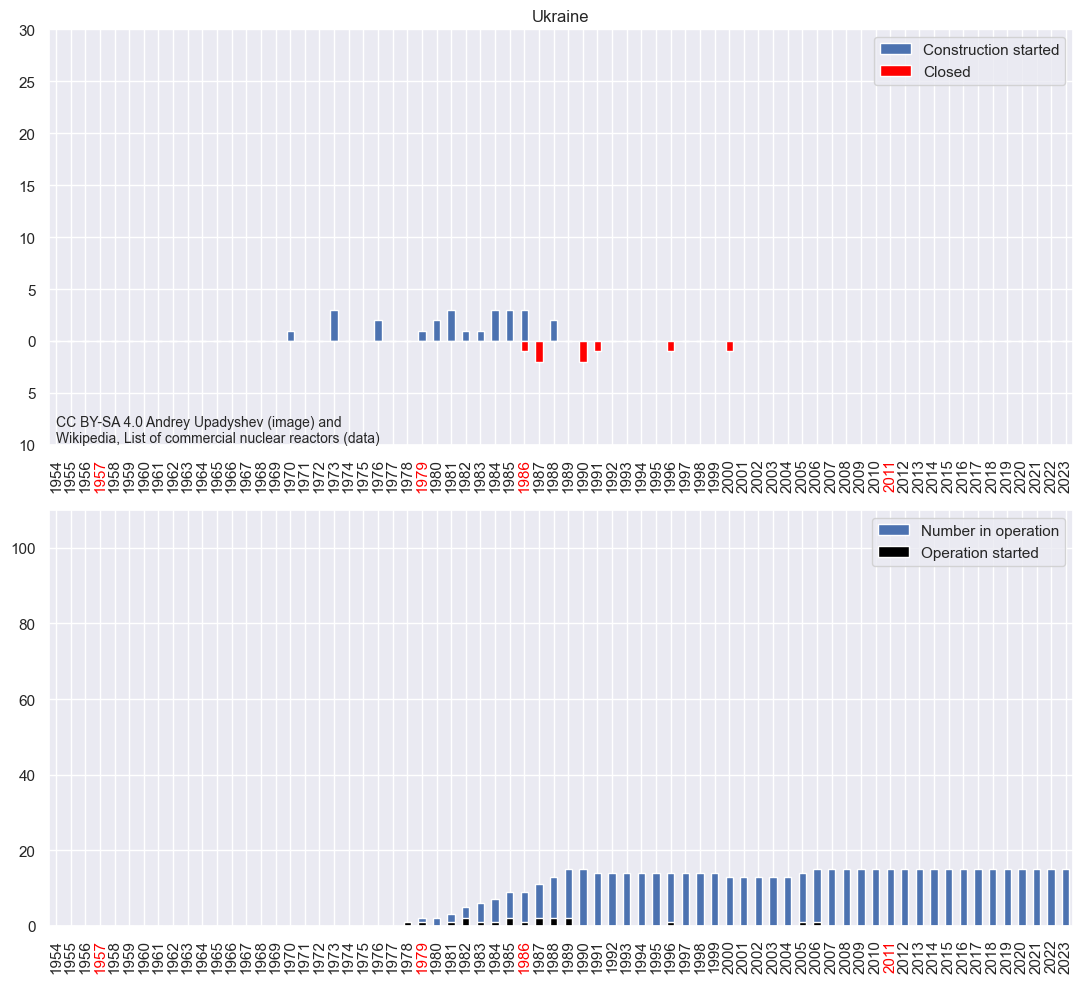 Ukraine
30
25
20
15
10
5
0
5
10
Construction started
Closed
CC BY-SA 4.0 Andrey Upadyshev (image) and
Wikipedia, List of commercial nuclear reactors (data)
1954 1955 1956 1957 1958 1959 1960 1961 1962 1963 1964 1965 1966 1967 1968 1969 1970 1971 1972 1973 1974 1975 1976 1977 1978 1979 1980 1981 1982 1983 1984 1985 1986 1987 1988 1989 1990 1991 1992 1993 1994 1995 1996 1997 1998 1999 2000 2001 2002 2003 2004 2005 2006 2007 2008 2009 2010 2011 2012 2013 2014 2015 2016 2017 2018 2019 2020 2021 2022 2023
100
80
60
40
20
0
Number in operation
Operation started
1954 1955 1956 1957 1958 1959 1960 1961 1962 1963 1964 1965 1966 1967 1968 1969 1970 1971 1972 1973 1974 1975 1976 1977 1978 1979 1980 1981 1982 1983 1984 1985 1986 1987 1988 1989 1990 1991 1992 1993 1994 1995 1996 1997 1998 1999 2000 2001 2002 2003 2004 2005 2006 2007 2008 2009 2010 2011 2012 2013 2014 2015 2016 2017 2018 2019 2020 2021 2022 2023